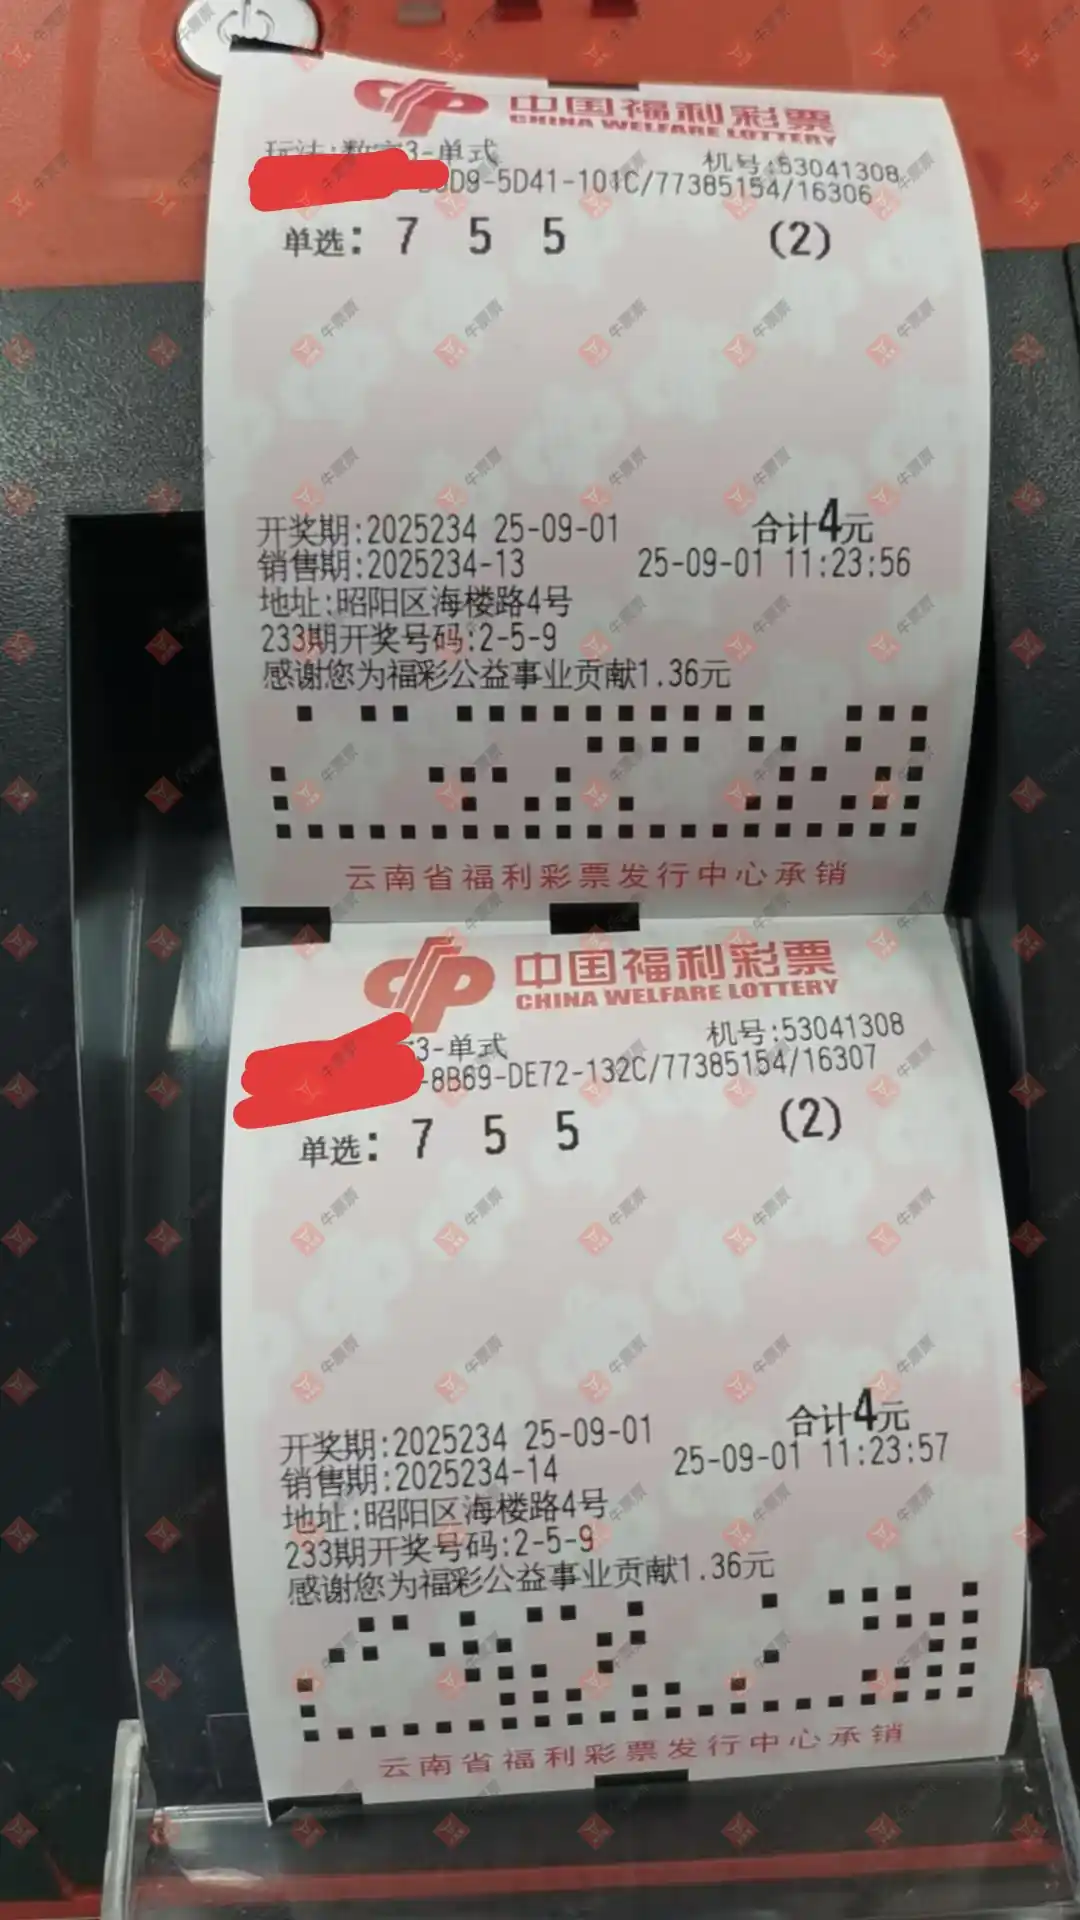 中国福利彩票
CHINA WELFARE LOTTERY
玩法:数字3-单式
机号:53041308
D9-5D41-101C/77385154/16306
单选: 7 5 5 (2)
开奖期:2025234 25-09-01 合计4元
销售期:2025234-13 25-09-01 11:23:56
地址:昭阳区海楼路4号
233期开奖号码:2-5-9
感谢您为福彩公益事业贡献1.36元
云南省福利彩票发行中心承销
中国福利彩票
CHINA WELFARE LOTTERY
3-单式 机号:53041308
-8B69-DE72-132C/77385154/16307
单选: 7 5 5 (2)
开奖期:2025234 25-09-01 合计4元
销售期:2025234-14 25-09-01 11:23:57
地址:昭阳区海楼路4号
233期开奖号码:2-5-9
感谢您为福彩公益事业贡献1.36元
云南省福利彩票发行中心承销
牛票票